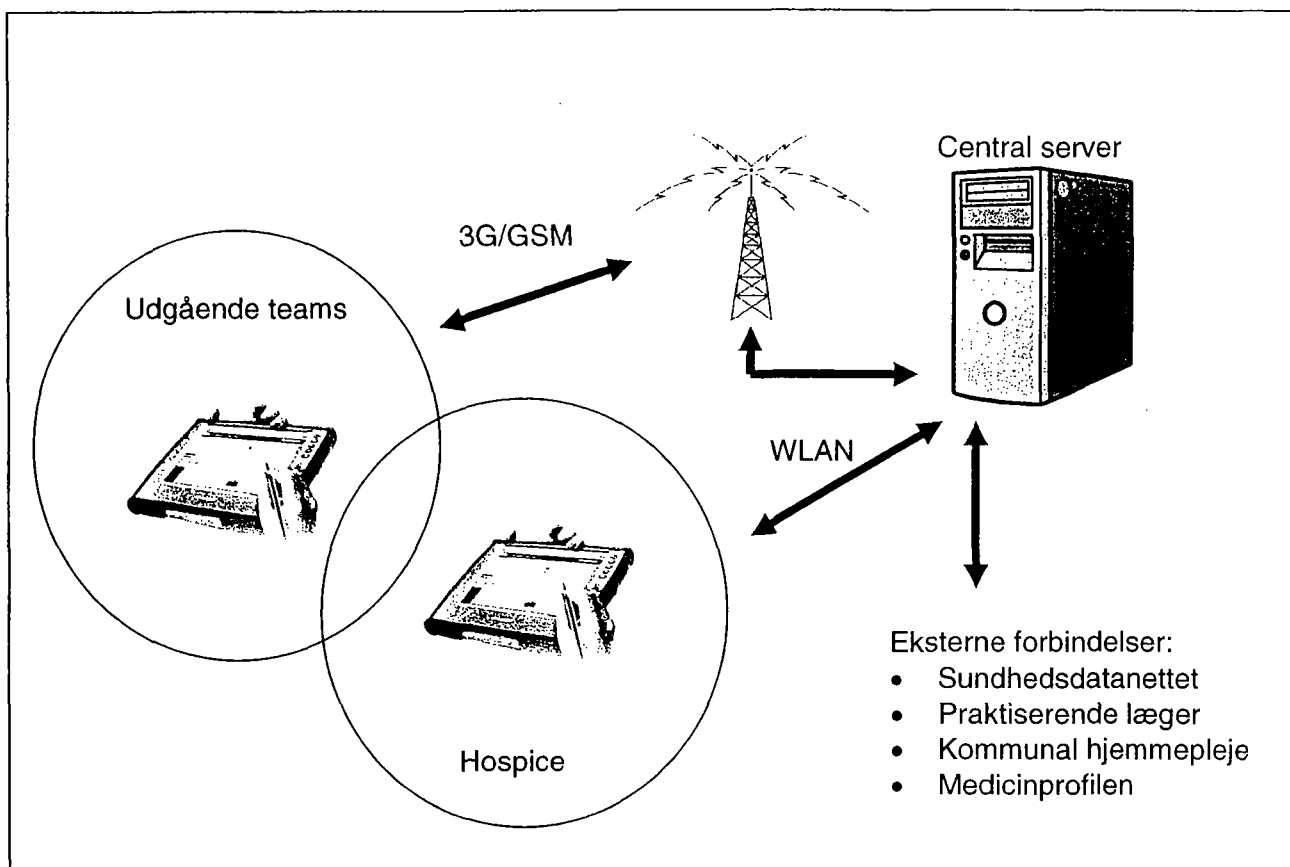 Central server
3G/GSM
Udgående teams
WLAN
Hospice
Eksterne forbindelser:
• Sundhedsdatanettet
• Praktiserende læger
• Kommunal hjemmepleje
• Medicinprofilen